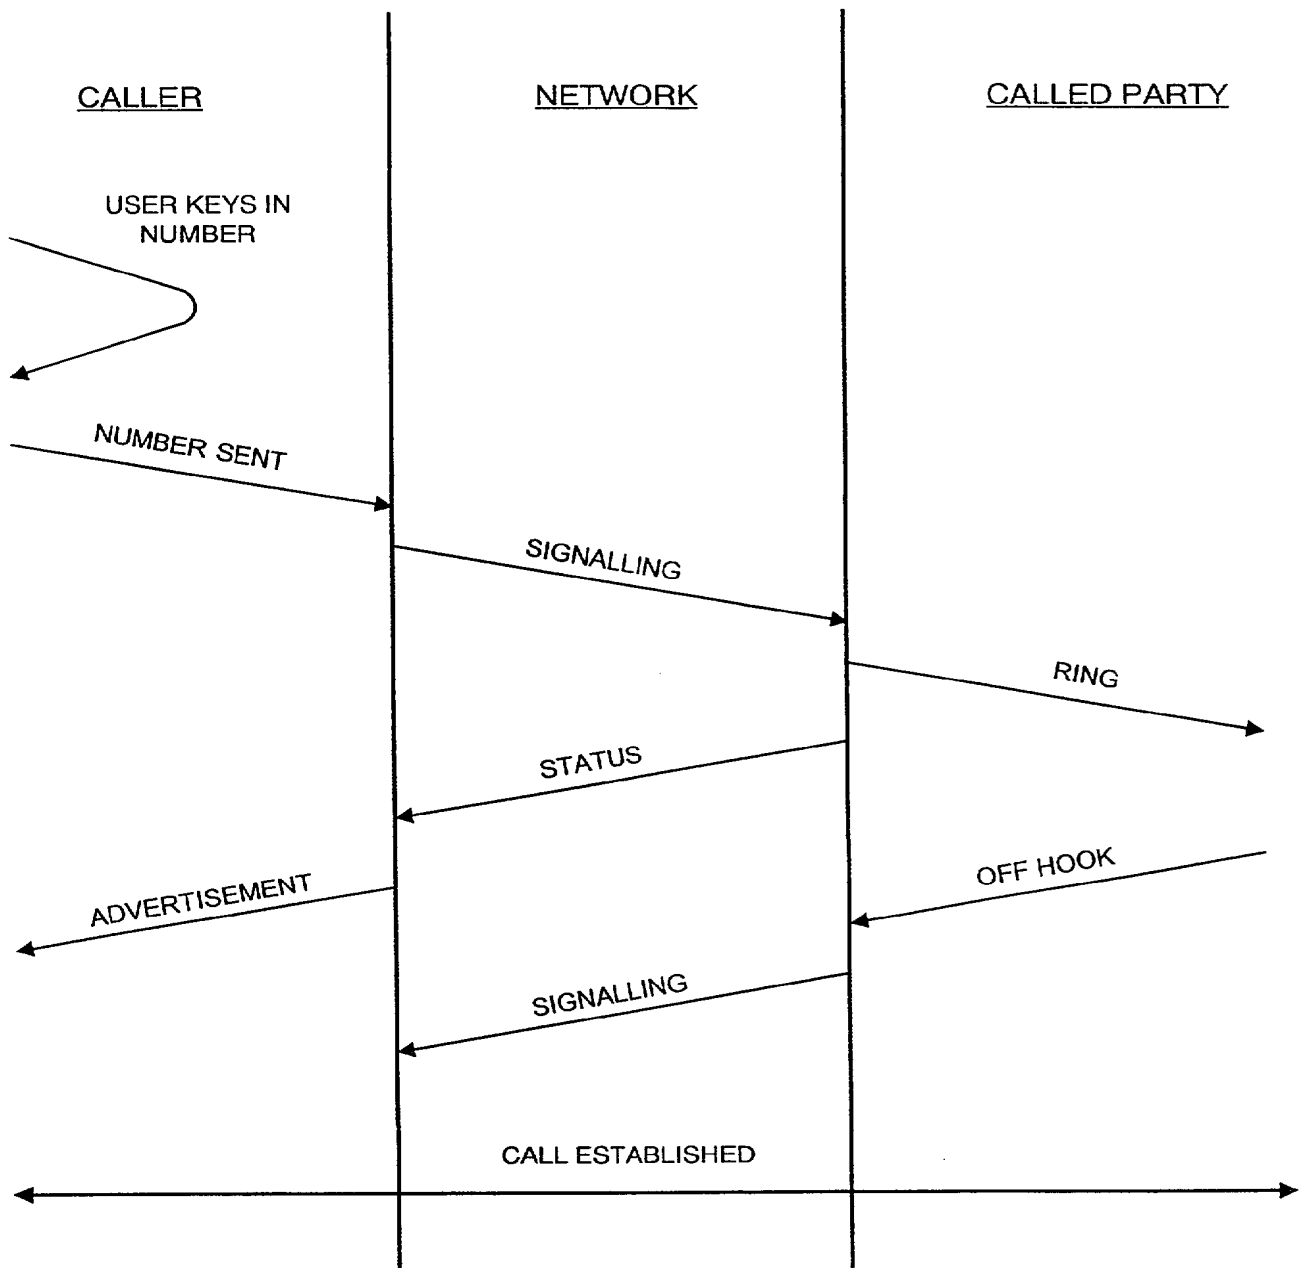 CALLER
NETWORK
CALLED PARTY
USER KEYS IN
NUMBER
NUMBER SENT
SIGNALLING
RING
STATUS
OFF HOOK
ADVERTISEMENT
SIGNALLING
CALL ESTABLISHED